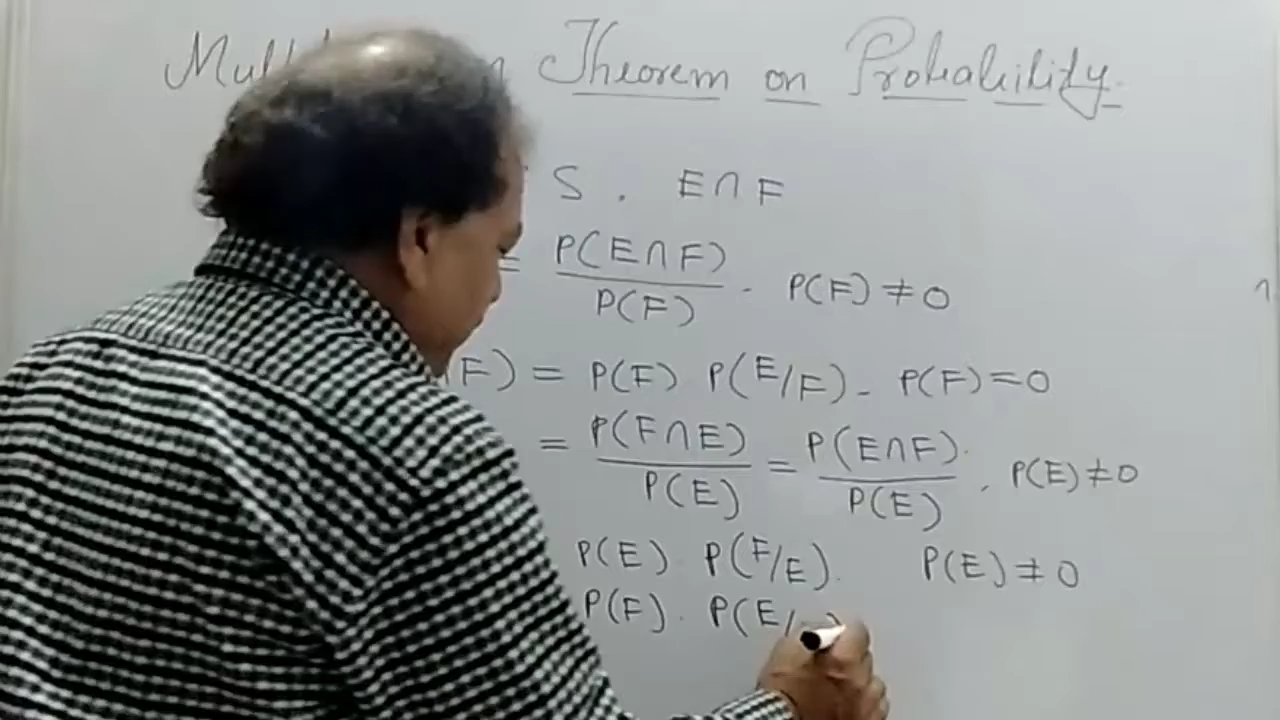 Theorem on Probability.
S . E∩F
= P(E∩F) / P(F) . P(F) ≠ 0
F) = P(F) P(E/F) - P(F) = 0
= P(F∩E) / P(E) = P(E∩F) / P(E) . P(E) ≠ 0
P(E) P(F/E) . P(E) ≠ 0
P(F) . P(E/